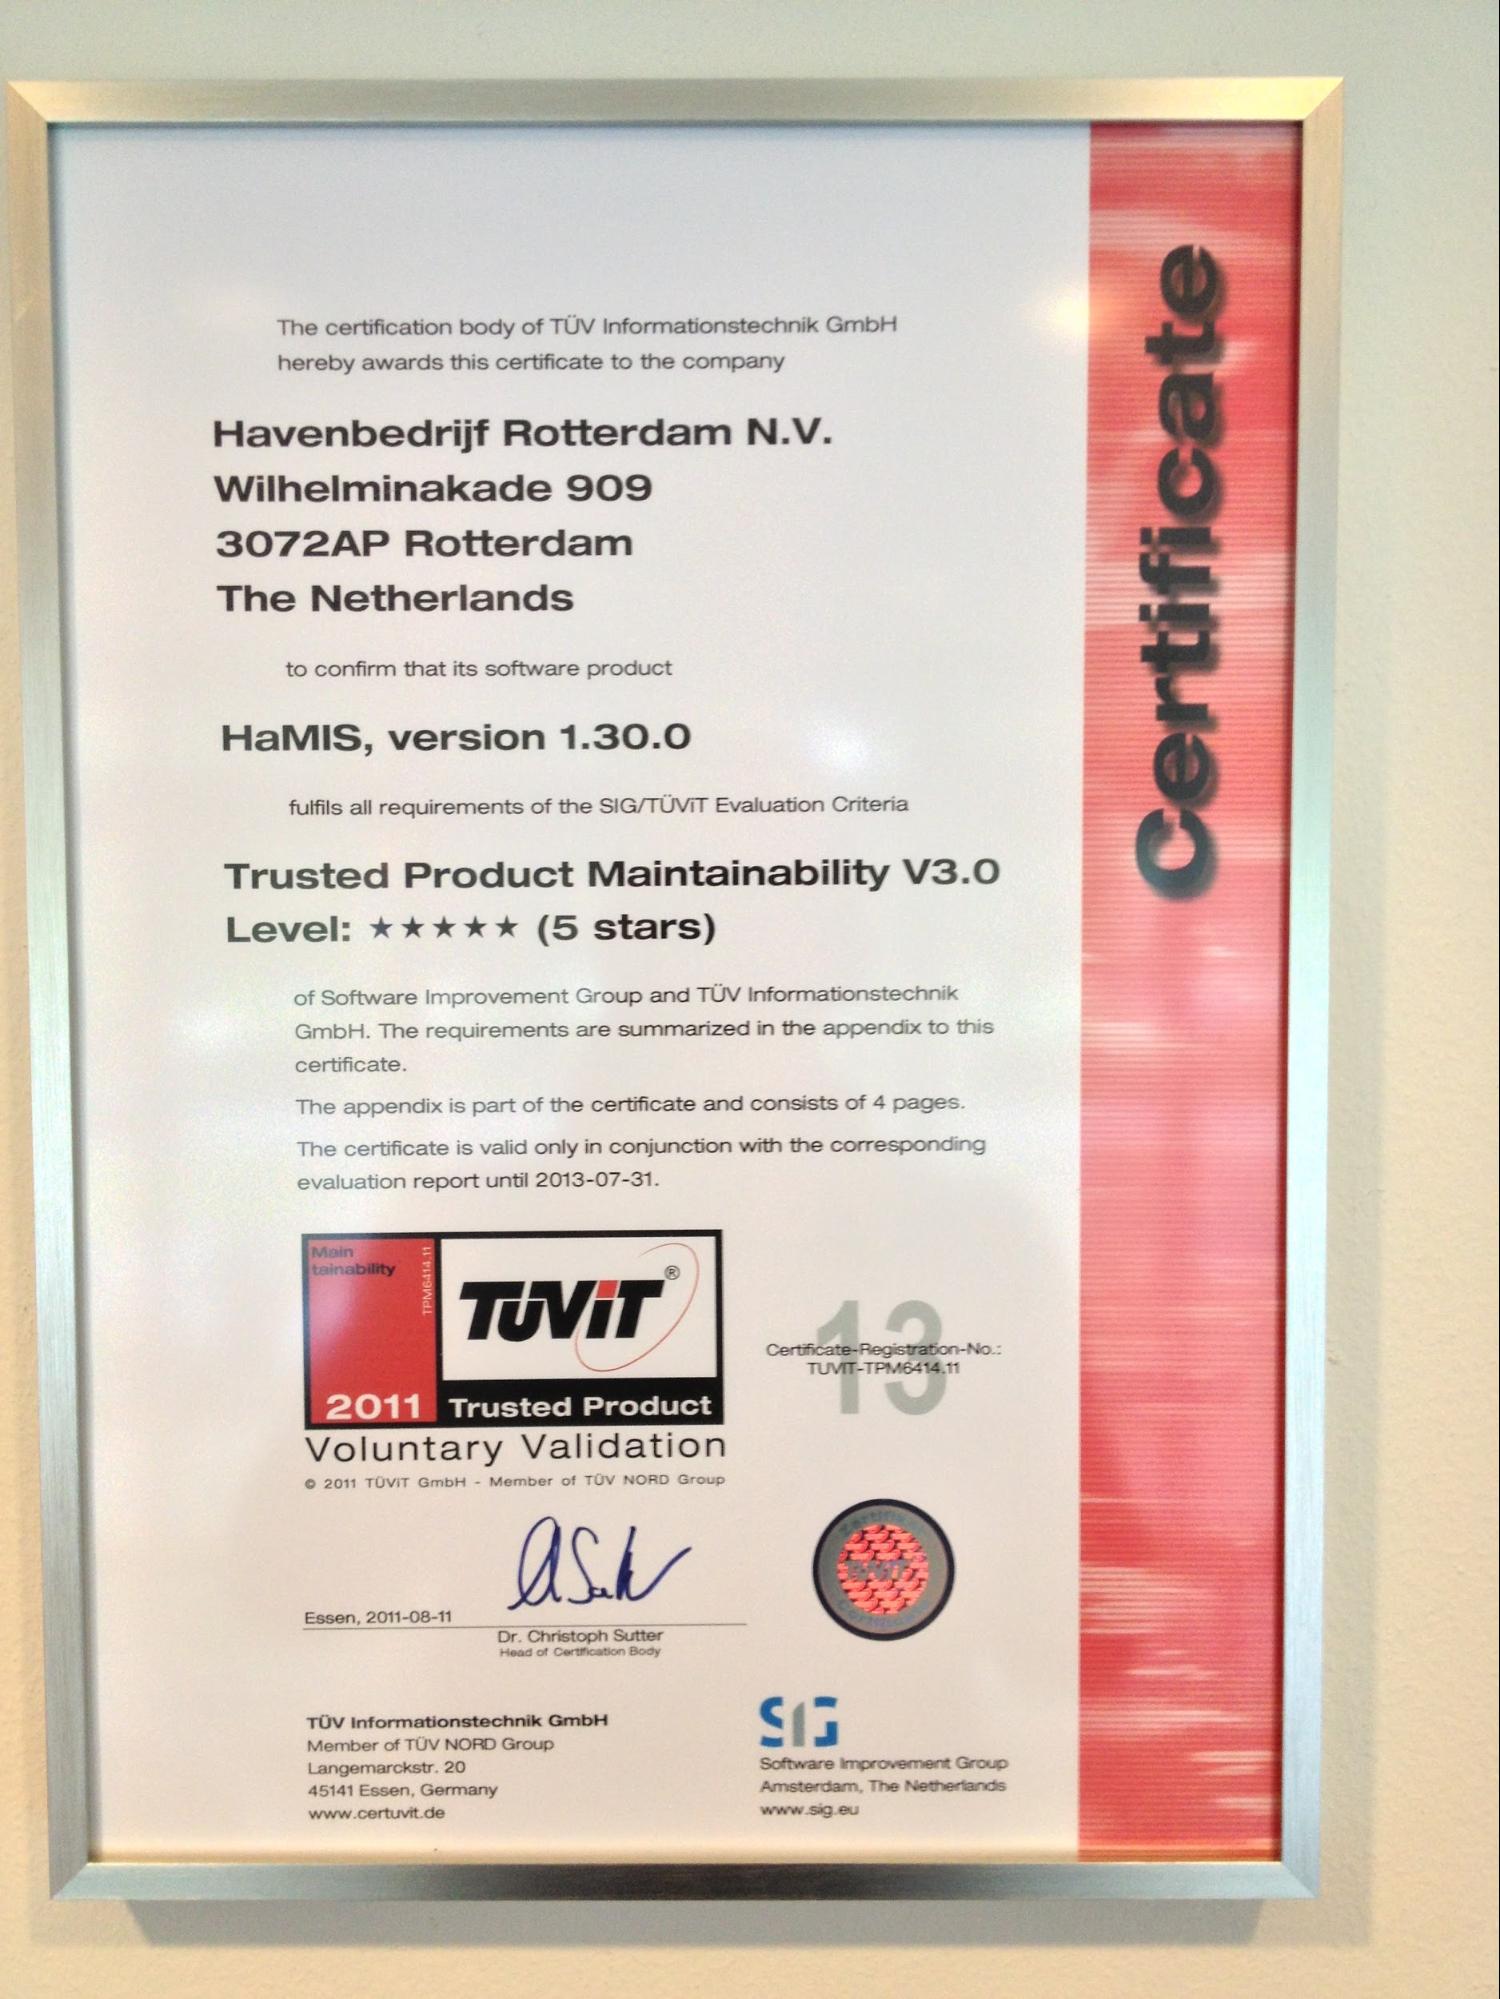 The certification body of TÜV Informationstechnik GmbH
hereby awards this certificate to the company
Havenbedrijf Rotterdam N.V.
Wilhelminakade 909
3072AP Rotterdam
The Netherlands
to confirm that its software product
HaMIS, version 1.30.0
fulfils all requirements of the SIG/TÜViT Evaluation Criteria
Trusted Product Maintainability V3.0
Level: ★★★★★ (5 stars)
of Software Improvement Group and TÜV Informationstechnik
GmbH. The requirements are summarized in the appendix to this
certificate.
The appendix is part of the certificate and consists of 4 pages.
The certificate is valid only in conjunction with the corresponding
evaluation report until 2013-07-31.
Main
tainability
TPM6414.11
TÜViT®
2011 Trusted Product
Voluntary Validation
© 2011 TÜViT GmbH - Member of TÜV NORD Group
13
Certificate-Registration-No.:
TUVIT-TPM6414.11
Essen, 2011-08-11
Dr. Christoph Sutter
Head of Certification Body
TÜViT
TÜV Informationstechnik GmbH
Member of TÜV NORD Group
Langemarckstr. 20
45141 Essen, Germany
www.certuvit.de
SIG
Software Improvement Group
Amsterdam, The Netherlands
www.sig.eu
Certificate